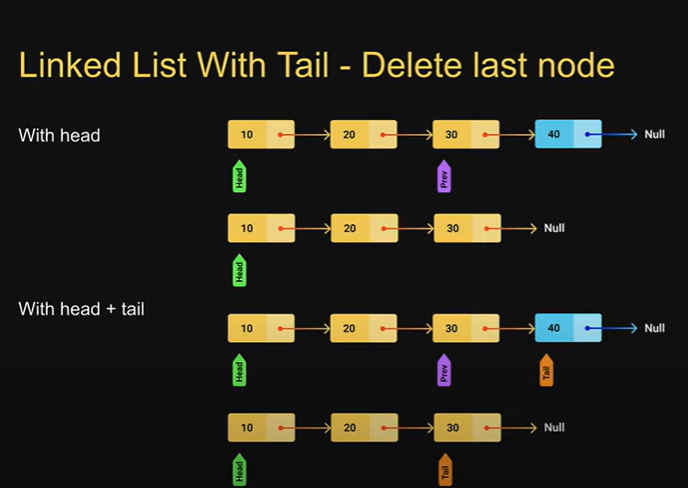 Linked List With Tail - Delete last node
With head
10 20 30 40 Null
Head Prev
10 20 30 Null
Head
With head + tail
10 20 30 40 Null
Head Prev Tail
10 20 30 Null
Head Tail